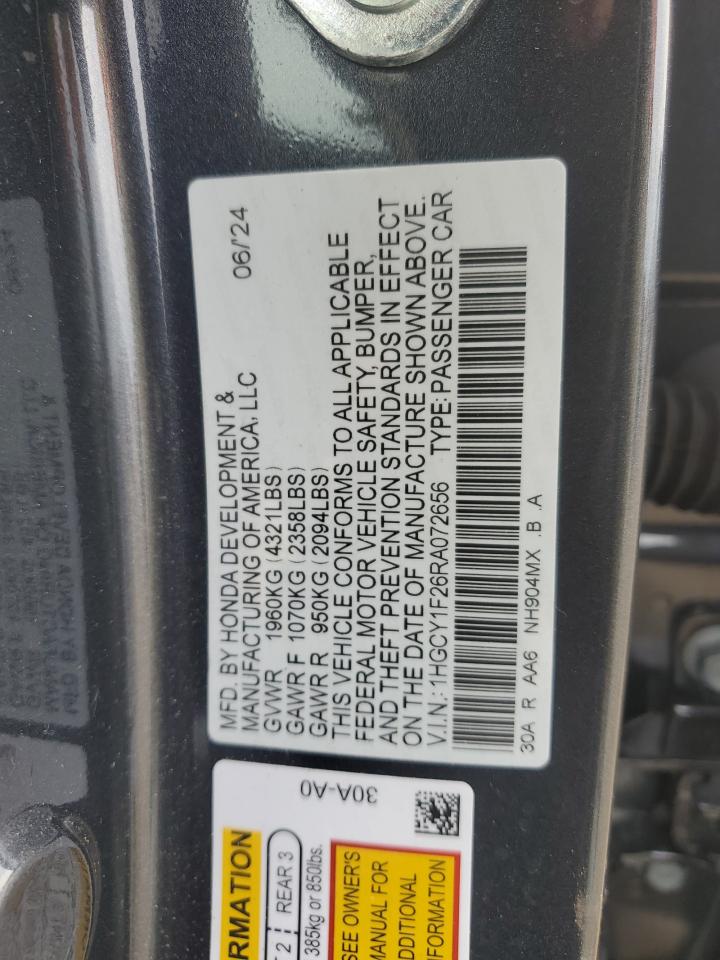 MFD. BY HONDA DEVELOPMENT &
MANUFACTURING OF AMERICA, LLC 06/'24
GVWR 1960KG (4321LBS)
GAWR F 1070KG (2358LBS)
GAWR R 950KG (2094LBS)
THIS VEHICLE CONFORMS TO ALL APPLICABLE
FEDERAL MOTOR VEHICLE SAFETY, BUMPER,
AND THEFT PREVENTION STANDARDS IN EFFECT
ON THE DATE OF MANUFACTURE SHOWN ABOVE.
V.I.N.: 1HGCY1F26RA072656 TYPE: PASSENGER CAR
30A R AA6 NH904MX .B .A
30A-A0
RMATION
2 REAR 3
385kg or 850lbs.
SEE OWNER'S
MANUAL FOR
ADDITIONAL
INFORMATION